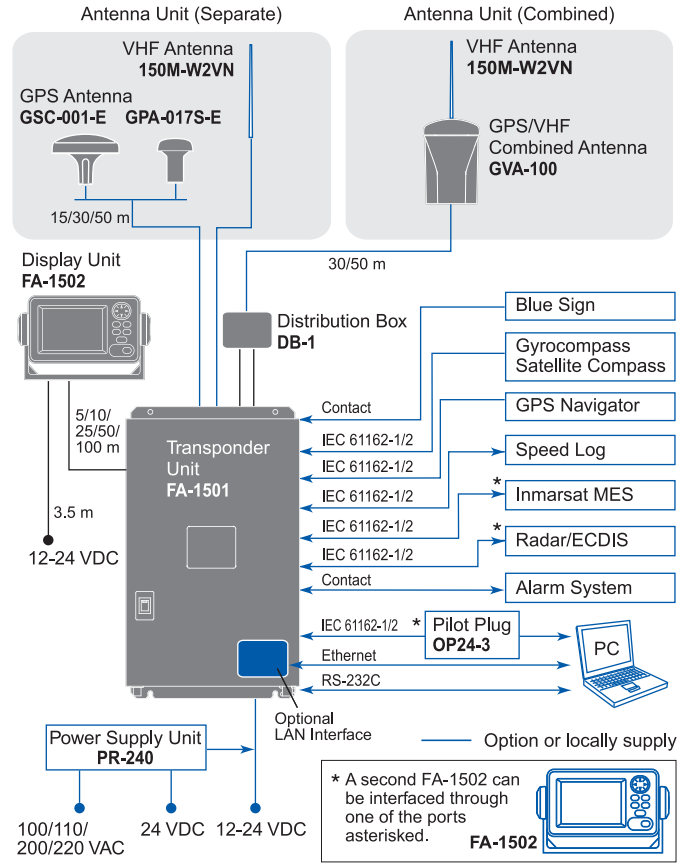 Antenna Unit (Separate)
Antenna Unit (Combined)
VHF Antenna
150M-W2VN
GPS Antenna
GSC-001-E GPA-017S-E
15/30/50 m
VHF Antenna
150M-W2VN
GPS/VHF
Combined Antenna
GVA-100
30/50 m
Display Unit
FA-1502
Distribution Box
DB-1
5/10/
25/50/
100 m
3.5 m
12-24 VDC
Transponder
Unit
FA-1501
Contact
Blue Sign
IEC 61162-1/2
Gyrocompass
Satellite Compass
IEC 61162-1/2
GPS Navigator
IEC 61162-1/2
Speed Log
IEC 61162-1/2
* Inmarsat MES
IEC 61162-1/2
* Radar/ECDIS
Contact
Alarm System
IEC 61162-1/2 * Pilot Plug
OP24-3
PC
Ethernet
RS-232C
Optional
LAN Interface
Power Supply Unit
PR-240
100/110/
200/220 VAC
24 VDC
12-24 VDC
Option or locally supply
* A second FA-1502 can
be interfaced through
one of the ports
asterisked.
FA-1502